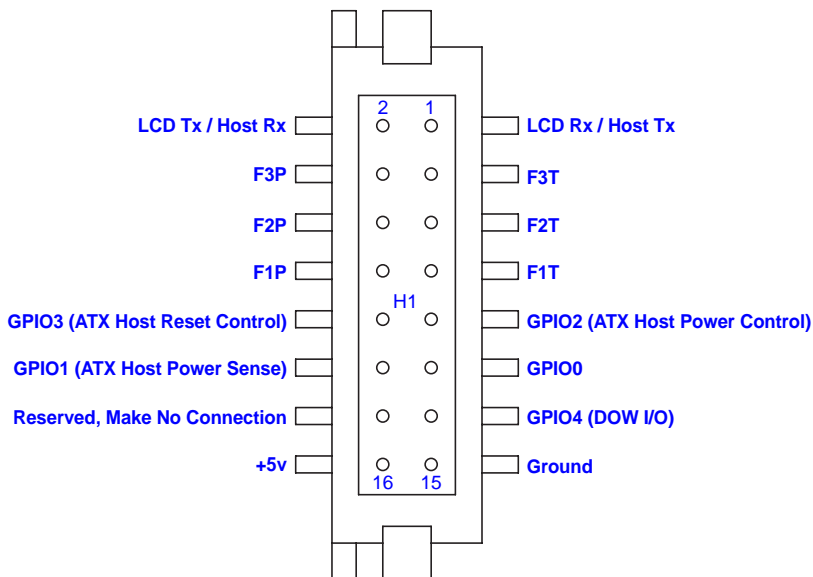 2 1
LCD Tx / Host Rx LCD Rx / Host Tx
F3P F3T
F2P F2T
F1P F1T
H1
GPIO3 (ATX Host Reset Control) GPIO2 (ATX Host Power Control)
GPIO1 (ATX Host Power Sense) GPIO0
Reserved, Make No Connection GPIO4 (DOW I/O)
+5v Ground
16 15